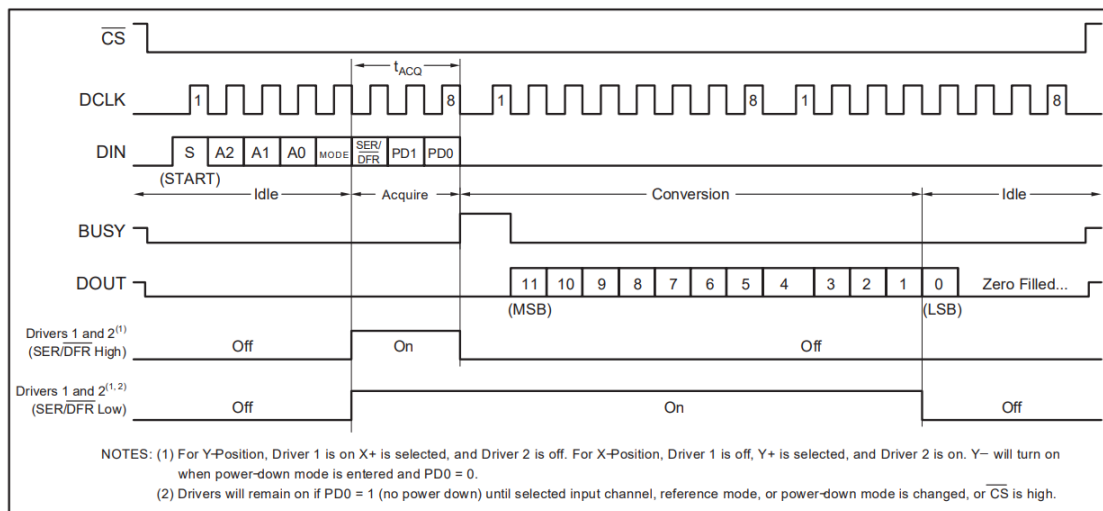 CS
tACQ
DCLK 1 8 1 8 1 8
DIN S A2 A1 A0 MODE SER/DFR PD1 PD0
(START)
Idle Acquire Conversion Idle
BUSY
DOUT 11 10 9 8 7 6 5 4 3 2 1 0 Zero Filled...
(MSB) (LSB)
Drivers 1 and 2(1)
(SER/DFR High) Off On Off
Drivers 1 and 2(1, 2)
(SER/DFR Low) Off On Off
NOTES: (1) For Y-Position, Driver 1 is on X+ is selected, and Driver 2 is off. For X-Position, Driver 1 is off, Y+ is selected, and Driver 2 is on. Y− will turn on
when power-down mode is entered and PD0 = 0.
(2) Drivers will remain on if PD0 = 1 (no power down) until selected input channel, reference mode, or power-down mode is changed, or CS is high.